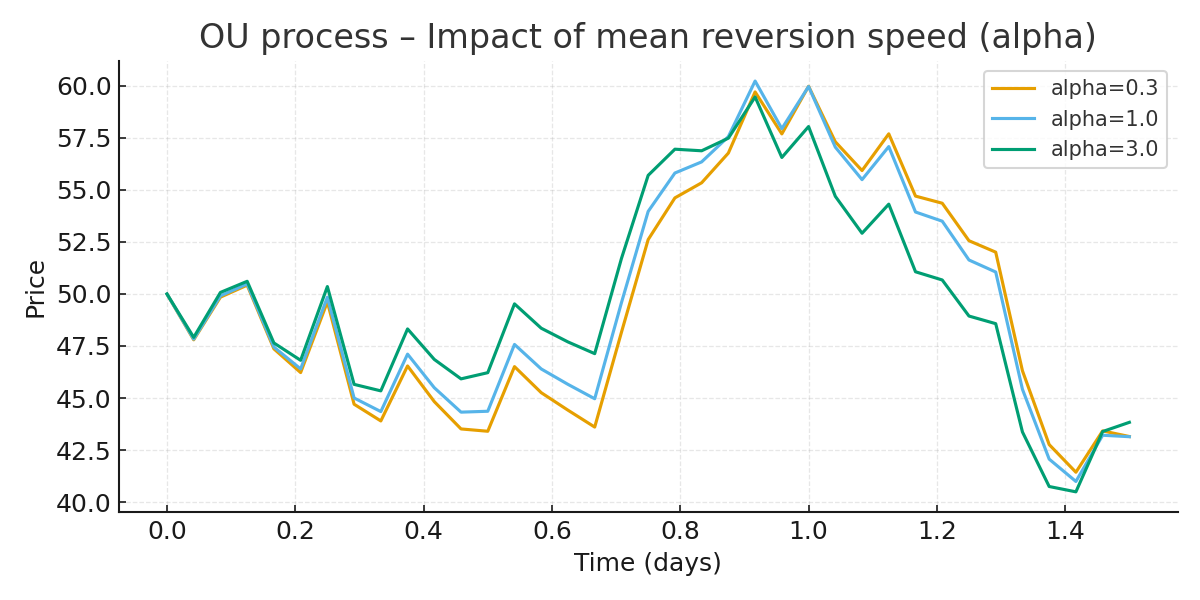 OU process – Impact of mean reversion speed (alpha)
Price
60.0
57.5
55.0
52.5
50.0
47.5
45.0
42.5
40.0
alpha=0.3
alpha=1.0
alpha=3.0
0.0 0.2 0.4 0.6 0.8 1.0 1.2 1.4
Time (days)